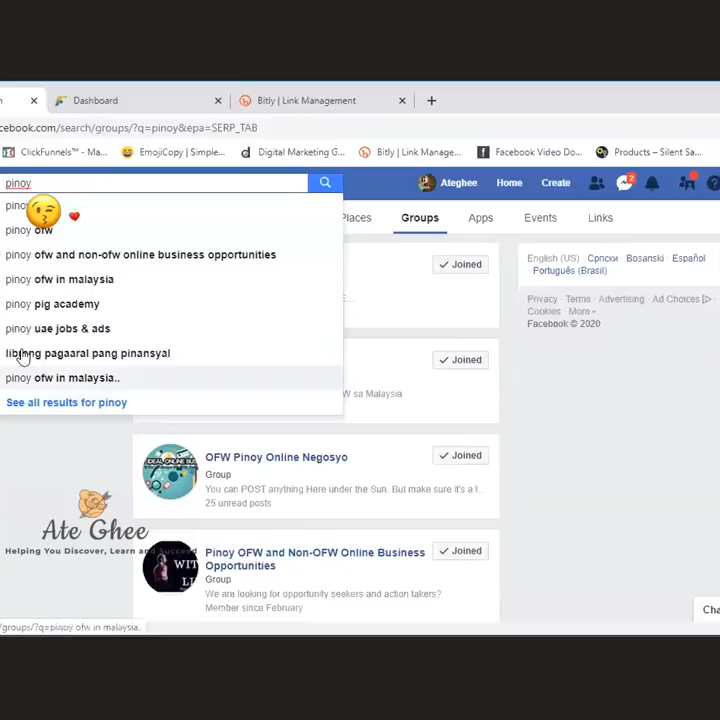 Dashboard
Bitly | Link Management
cebook.com/search/groups/?q=pinoy&epa=SERP_TAB
ClickFunnels™ - Ma...
EmojiCopy | Simple...
Digital Marketing G...
Bitly | Link Manage...
Facebook Video Do...
Products – Silent Sa...
pinoy
Ateghee
Home
Create
2
Places
Groups
Apps
Events
Links
pinoy ofw
pinoy ofw and non-ofw online business opportunities
pinoy ofw in malaysia
pinoy pig academy
pinoy uae jobs & ads
pagaaral pang pinansyal
pinoy ofw in malaysia..
See all results for pinoy
Joined
English (US) · Српски · Bosanski · Español
· Português (Brasil)
Privacy · Terms · Advertising · Ad Choices
Cookies · More
Facebook © 2020
Joined
OFW sa Malaysia
OFW Pinoy Online Negosyo
Joined
Group
You can POST anything Here under the Sun. But make sure it's a l...
25 unread posts
Pinoy OFW and Non-OFW Online Business
Opportunities
Joined
Group
We are looking for opportunity seekers and action takers?
Member since February
Ate Ghee
Helping You Discover, Learn and Succeed
Cha
/groups/?q=pinoy ofw in malaysia..